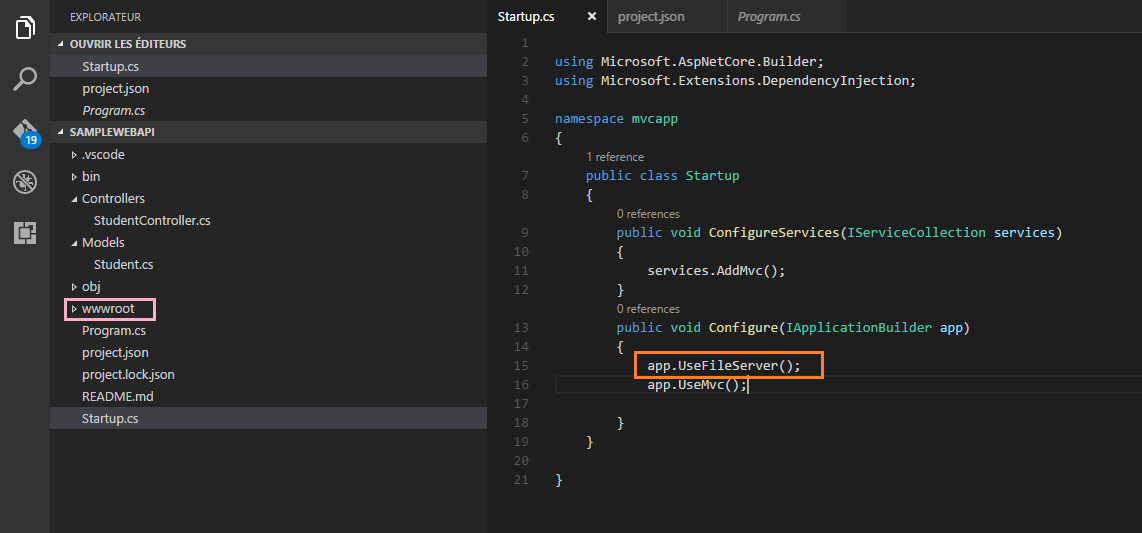 EXPLORATEUR
OUVRIR LES ÉDITEURS
Startup.cs
project.json
Program.cs
19
SAMPLEWEBAPI
.vscode
bin
Controllers
StudentController.cs
Models
Student.cs
obj
wwwroot
Program.cs
project.json
project.lock.json
README.md
Startup.cs
Startup.cs × project.json Program.cs
1
2 using Microsoft.AspNetCore.Builder;
3 using Microsoft.Extensions.DependencyInjection;
4
5 namespace mvcapp
6 {
1 reference
7 public class Startup
8 {
0 references
9 public void ConfigureServices(IServiceCollection services)
10 {
11 services.AddMvc();
12 }
0 references
13 public void Configure(IApplicationBuilder app)
14 {
15 app.UseFileServer();
16 app.UseMvc();
17
18 }
19 }
20
21 }